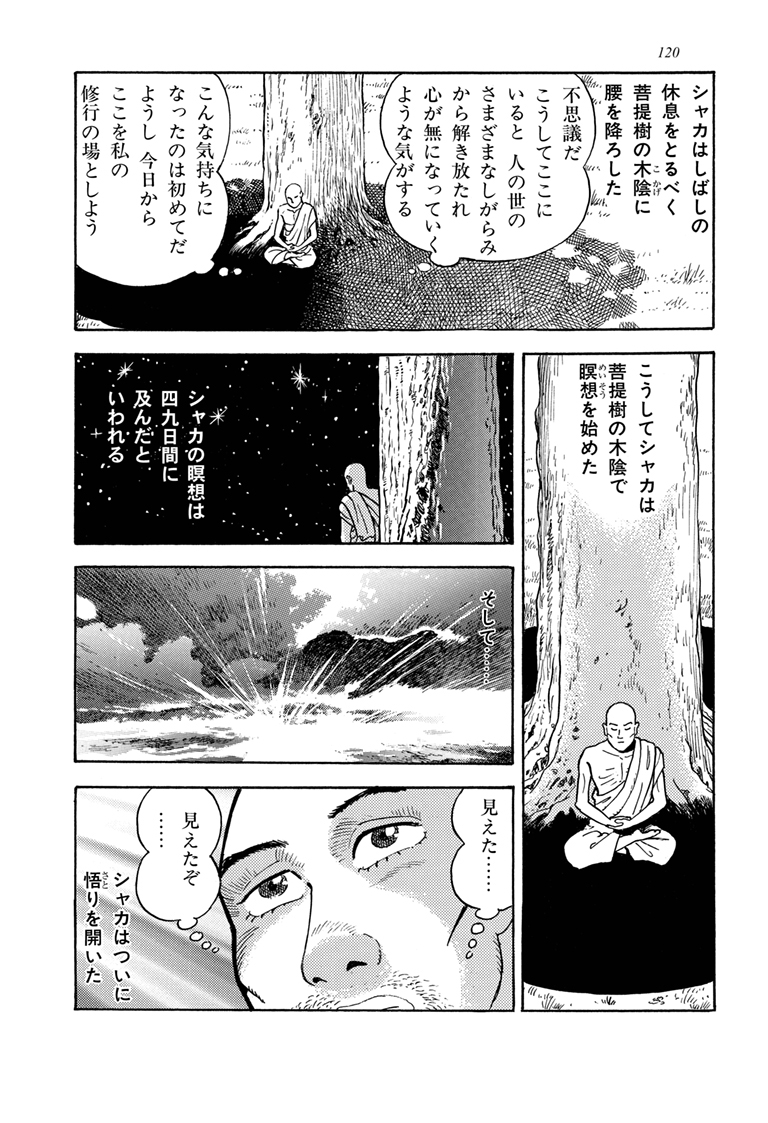 120
シャカはしばしの
休息をとるべく
菩提樹の木陰に
腰を降ろした
こかげ
不思議だ
こうしてここに
いると 人の世の
さまざまなしがらみ
から解き放たれ
心が無になっていく
ような気がする
こんな気持ちに
なったのは初めてだ
ようし 今日から
ここを私の
修行の場としよう
こうしてシャカは
菩提樹の木陰で
瞑想を始めた
めいそう
シャカの瞑想は
四九日間に
及んだと
いわれる
そして……
見えた……
見えたぞ
……
シャカはついに
悟りを開いた
さと